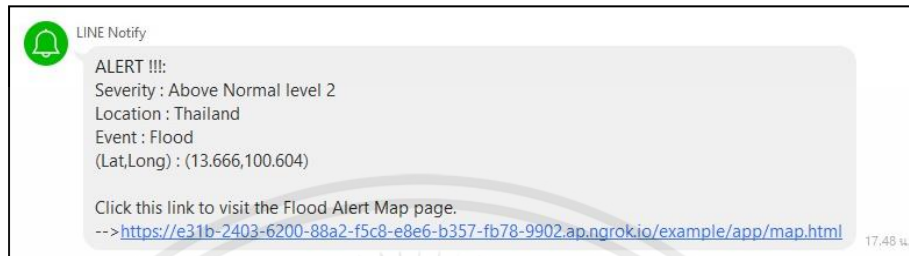 LINE Notify
ALERT !!!:
Severity : Above Normal level 2
Location : Thailand
Event : Flood
(Lat,Long) : (13.666,100.604)
Click this link to visit the Flood Alert Map page.
-->https://e31b-2403-6200-88a2-f5c8-e8e6-b357-fb78-9902.ap.ngrok.io/example/app/map.html
17.48 น.